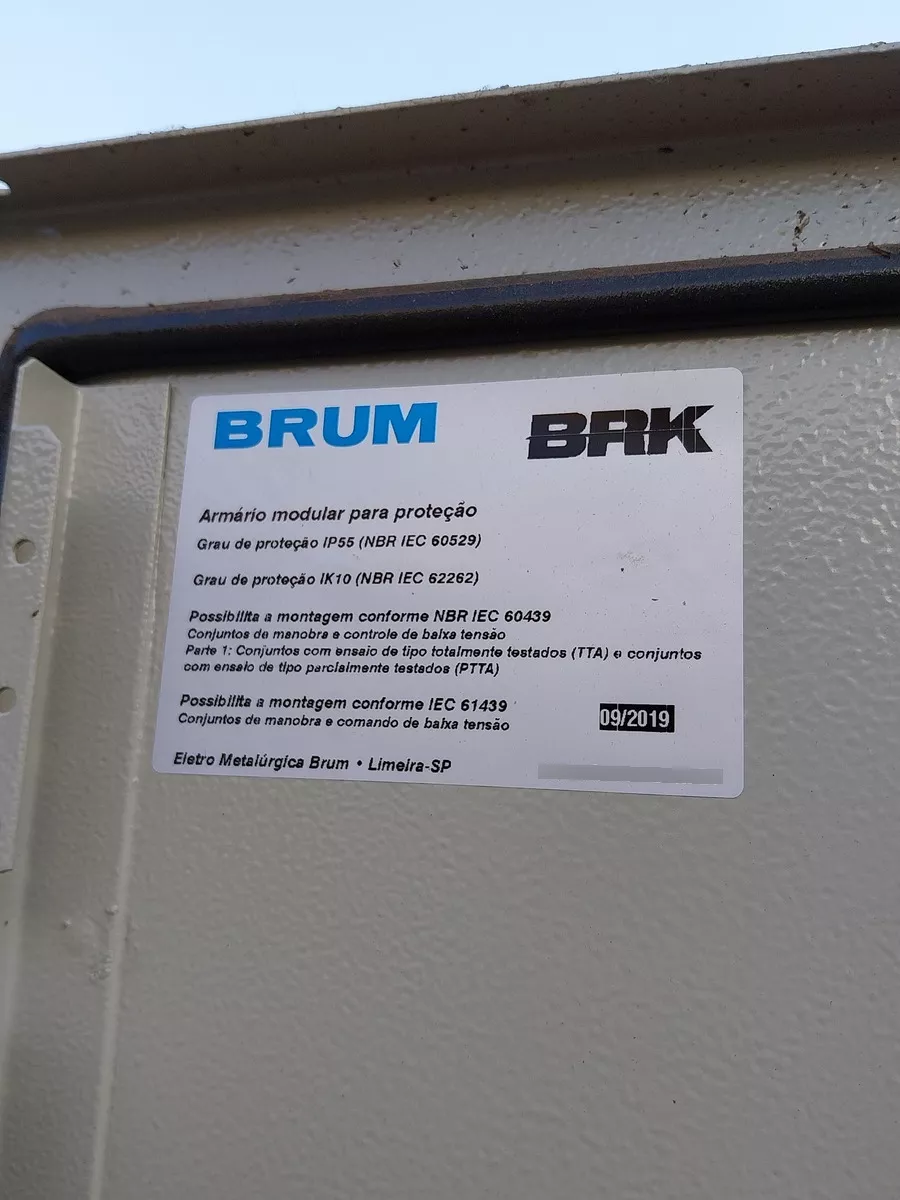 BRUM
BRK
Armário modular para proteção
Grau de proteção IP55 (NBR IEC 60529)
Grau de proteção IK10 (NBR IEC 62262)
Possibilita a montagem conforme NBR IEC 60439
Conjuntos de manobra e controle de baixa tensão
Parte 1: Conjuntos com ensaio de tipo totalmente testados (TTA) e conjuntos
com ensaio de tipo parcialmente testados (PTTA)
Possibilita a montagem conforme IEC 61439
Conjuntos de manobra e comando de baixa tensão
09/2019
Eletro Metalúrgica Brum • Limeira-SP